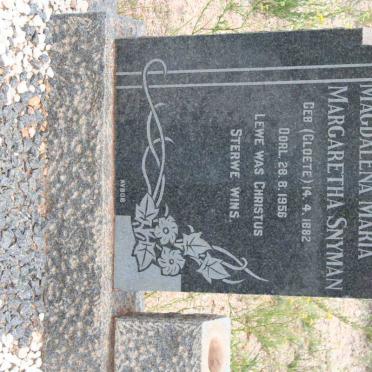 MAGDALENA MARIA
MARGARETHA SNYMAN
GEB (CLOETE) 14.4.1882
OORL. 28.8.1956
LEWE WAS CHRISTUS
STERWE WINS.